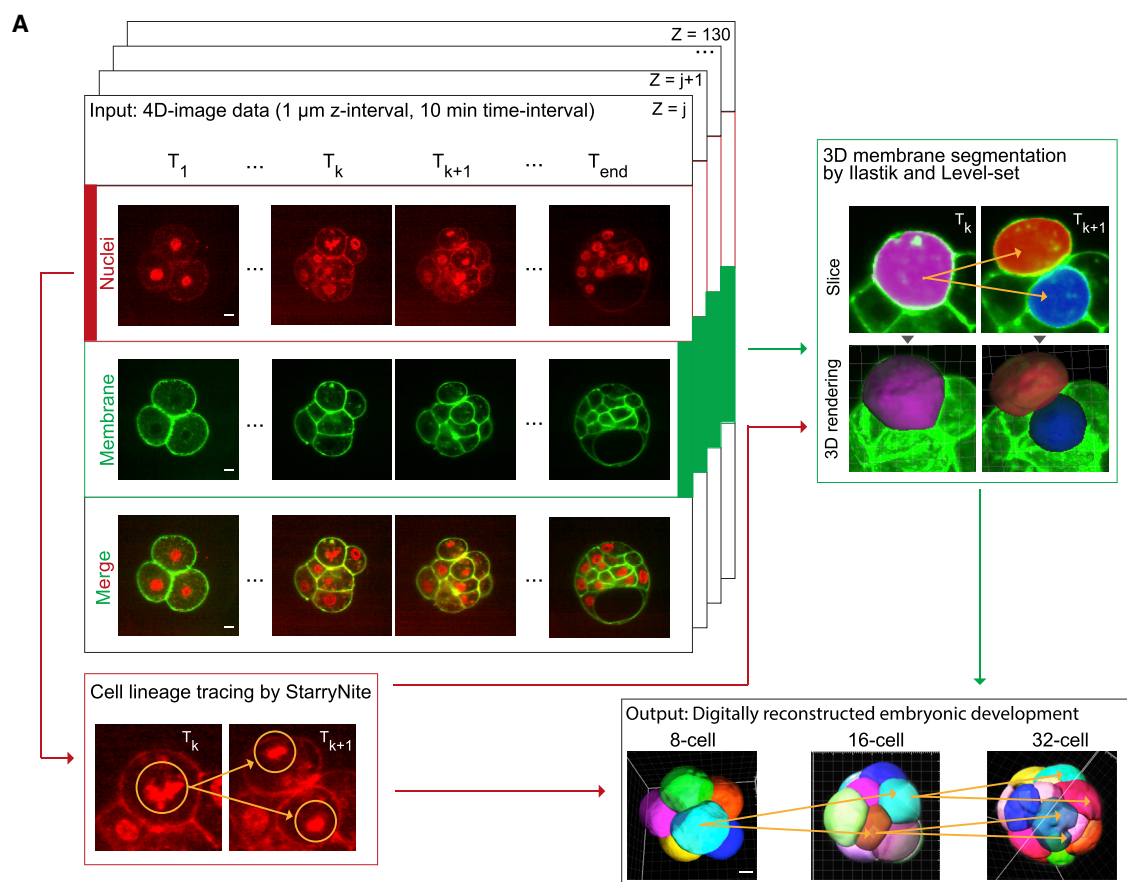 A
Z = 130
...
Z = j+1
Z = j
Input: 4D-image data (1 µm z-interval, 10 min time-interval)
T1 ... Tk Tk+1 ... Tend
Nuclei
... ...
Membrane
... ...
Merge
... ...
3D membrane segmentation
by Ilastik and Level-set
Slice
Tk Tk+1
3D rendering
Cell lineage tracing by StarryNite
Tk Tk+1
Output: Digitally reconstructed embryonic development
8-cell 16-cell 32-cell